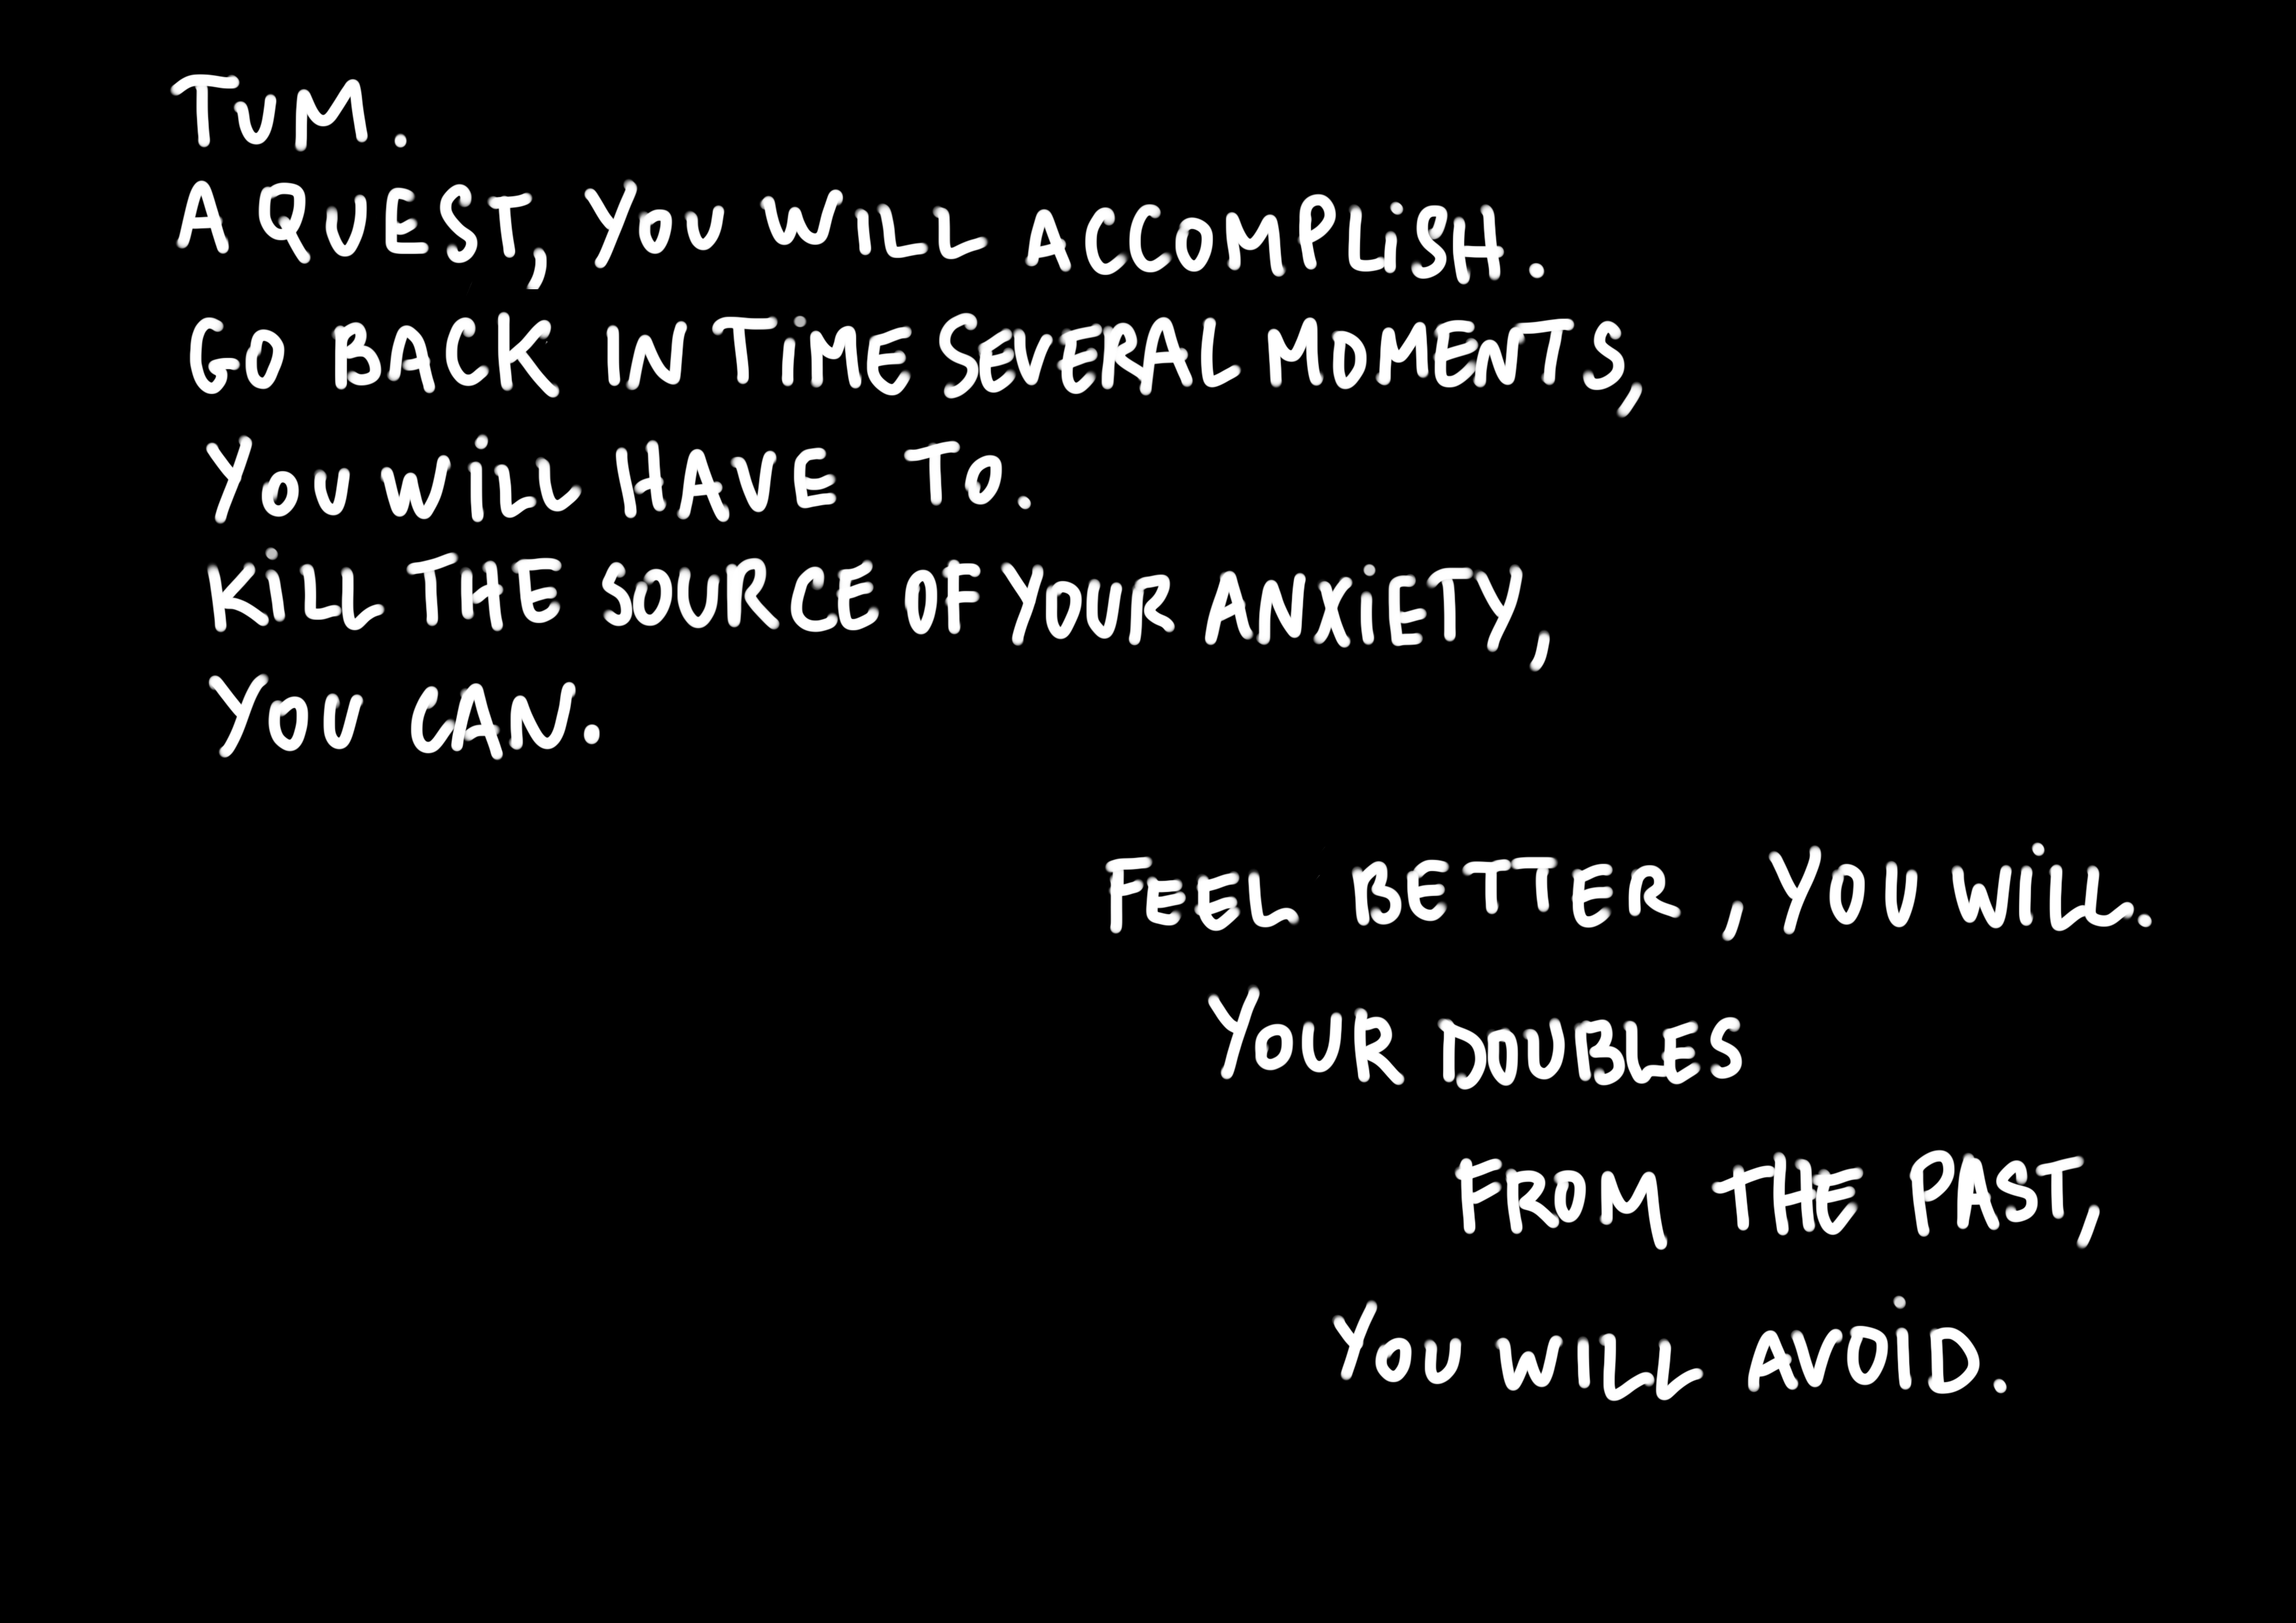 TUM.
A QUEST, YOU WILL ACCOMPLISH.
GO BACK IN TIME SEVERAL MOMENTS,
YOU WILL HAVE TO.
KILL THE SOURCE OF YOUR ANXIETY,
YOU CAN.
FEEL BETTER, YOU WILL.
YOUR DOUBLES
FROM THE PAST,
YOU WILL AVOID.